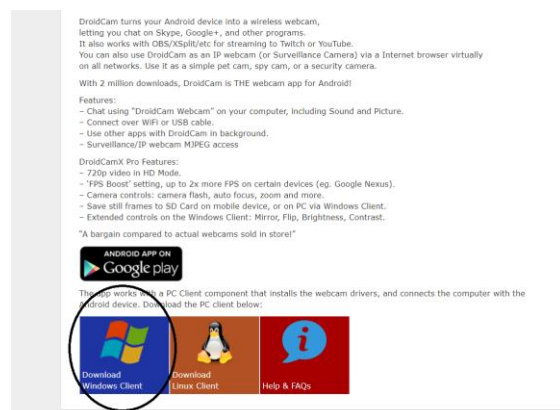 DroidCam turns your Android device into a wireless webcam,
letting you chat on Skype, Google+, and other programs.
It also works with OBS/XSplit/etc for streaming to Twitch or YouTube.
You can also use DroidCam as an IP webcam (or Surveillance Camera) via a Internet browser virtually
on all networks. Use it as a simple pet cam, spy cam, or a security camera.
With 2 million downloads, DroidCam is THE webcam app for Android!
Features:
– Chat using "DroidCam Webcam" on your computer, including Sound and Picture.
– Connect over WiFi or USB cable.
– Use other apps with DroidCam in background.
– Surveillance/IP webcam MJPEG access
DroidCamX Pro Features:
– 720p video in HD Mode.
– 'FPS Boost' setting, up to 2x more FPS on certain devices (eg. Google Nexus).
– Camera controls: camera flash, auto focus, zoom and more.
– Save still frames to SD Card on mobile device, or on PC via Windows Client.
– Extended controls on the Windows Client: Mirror, Flip, Brightness, Contrast.
"A bargain compared to actual webcams sold in store!"
ANDROID APP ON
Google play
The app works with a PC Client component that installs the webcam drivers, and connects the computer with the
Android device. Download the PC client below:
Download
Windows Client
Download
Linux Client
i
Help & FAQs